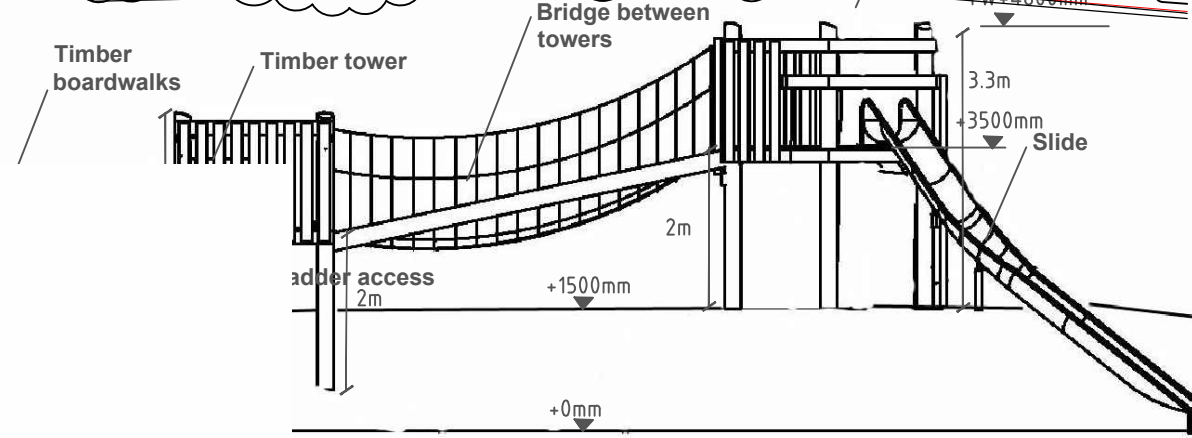 Bridge between
towers
Timber
boardwalks
Timber tower
3.3m
+3500mm
Slide
2m
adder access
2m
+1500mm
+0mm